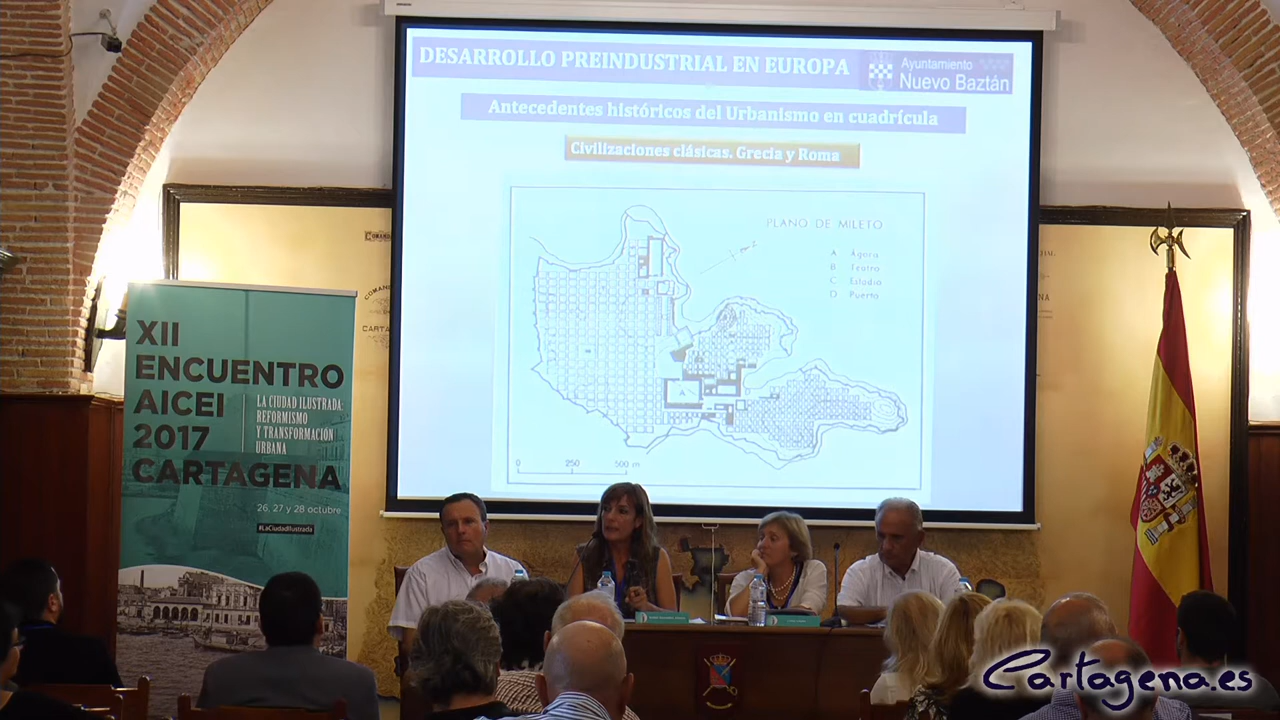 DESARROLLO PREINDUSTRIAL EN EUROPA
Ayuntamiento
Nuevo Baztán
Antecedentes históricos del Urbanismo en cuadrícula
Civilizaciones clásicas. Grecia y Roma
PLANO DE MILETO
A Agora
B Teatro
C Estadio
D Puerto
0 250 500 m
XII
ENCUENTRO
AICEI
2017
CARTAGENA
LA CIUDAD ILUSTRADA:
REFORMISMO
Y TRANSFORMACIÓN
URBANA
26, 27 y 28 octubre
#LaCiudadIlustrada
Cartagena.es